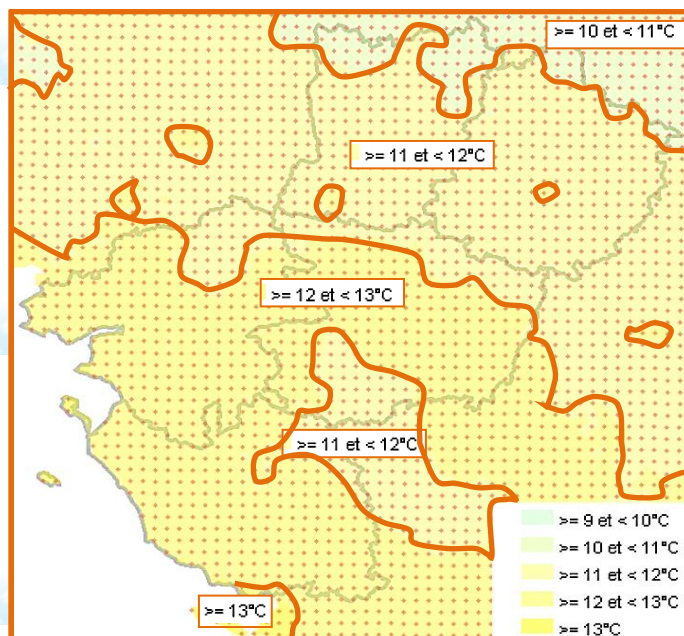 >= 10 et < 11°C
>= 11 et < 12°C
>= 12 et < 13°C
>= 11 et < 12°C
>= 13°C
>= 9 et < 10°C
>= 10 et < 11°C
>= 11 et < 12°C
>= 12 et < 13°C
>= 13°C